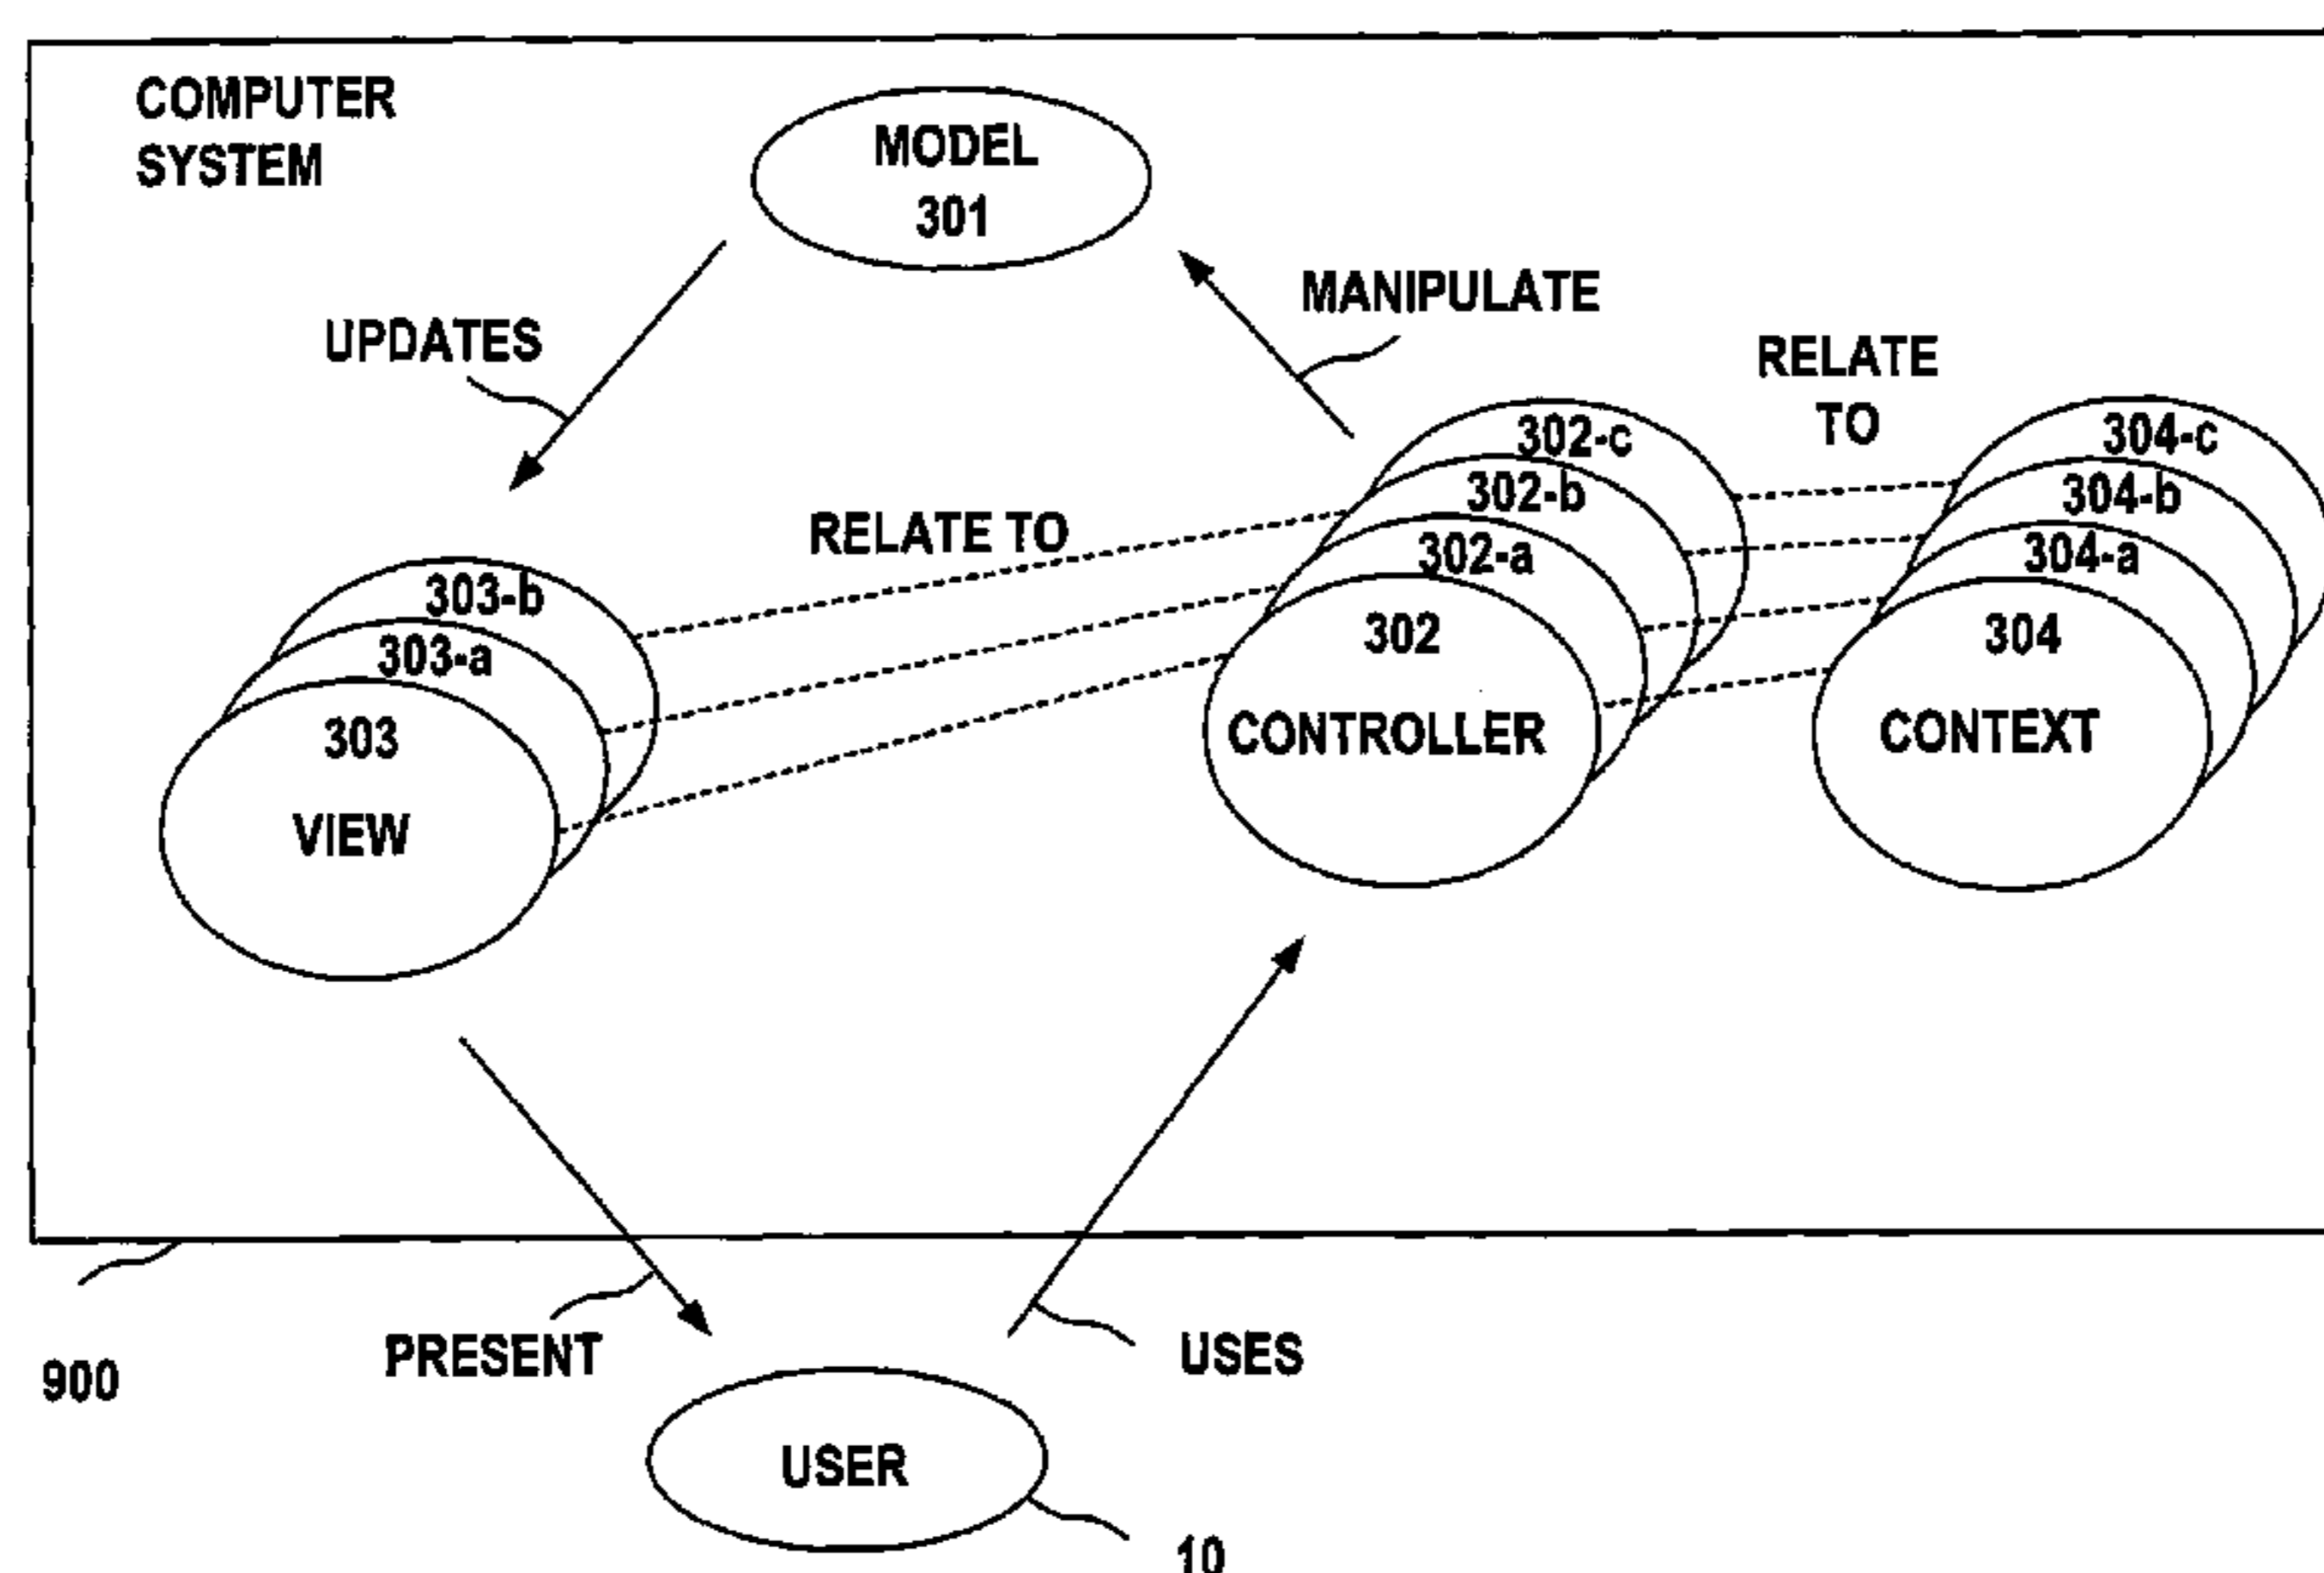 COMPUTER
SYSTEM
MODEL
301
UPDATES
MANIPULATE
RELATE
TO
RELATE TO
303-b
303-a
303
VIEW
302-c
302-b
302-a
302
CONTROLLER
304-c
304-b
304-a
304
CONTEXT
900
PRESENT
USES
USER
10